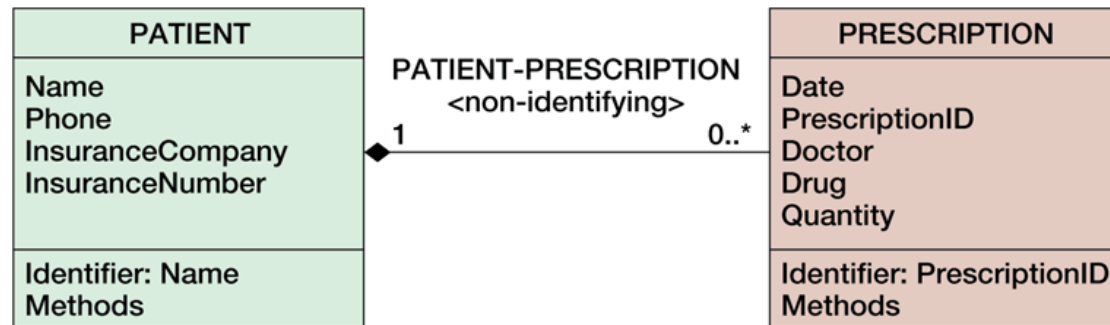 PATIENT
Name
Phone
InsuranceCompany
InsuranceNumber
Identifier: Name
Methods
PATIENT-PRESCRIPTION
<non-identifying>
1
0..*
PRESCRIPTION
Date
PrescriptionID
Doctor
Drug
Quantity
Identifier: PrescriptionID
Methods